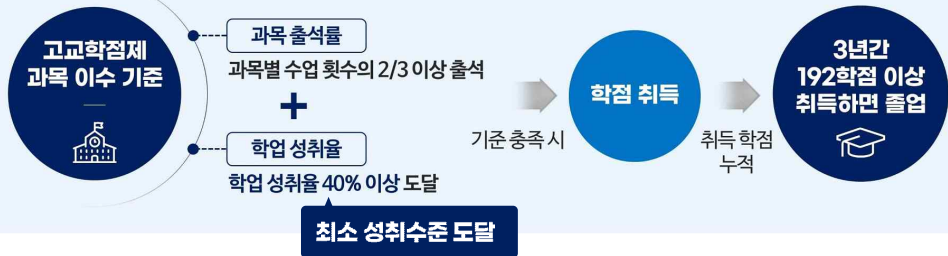 고교학점제
과목 이수 기준
과목 출석률
과목별 수업 횟수의 2/3 이상 출석
+
학업 성취율
학업 성취율 40% 이상 도달
최소 성취수준 도달
기준 충족 시
학점 취득
취득 학점
누적
3년간
192학점 이상
취득하면 졸업